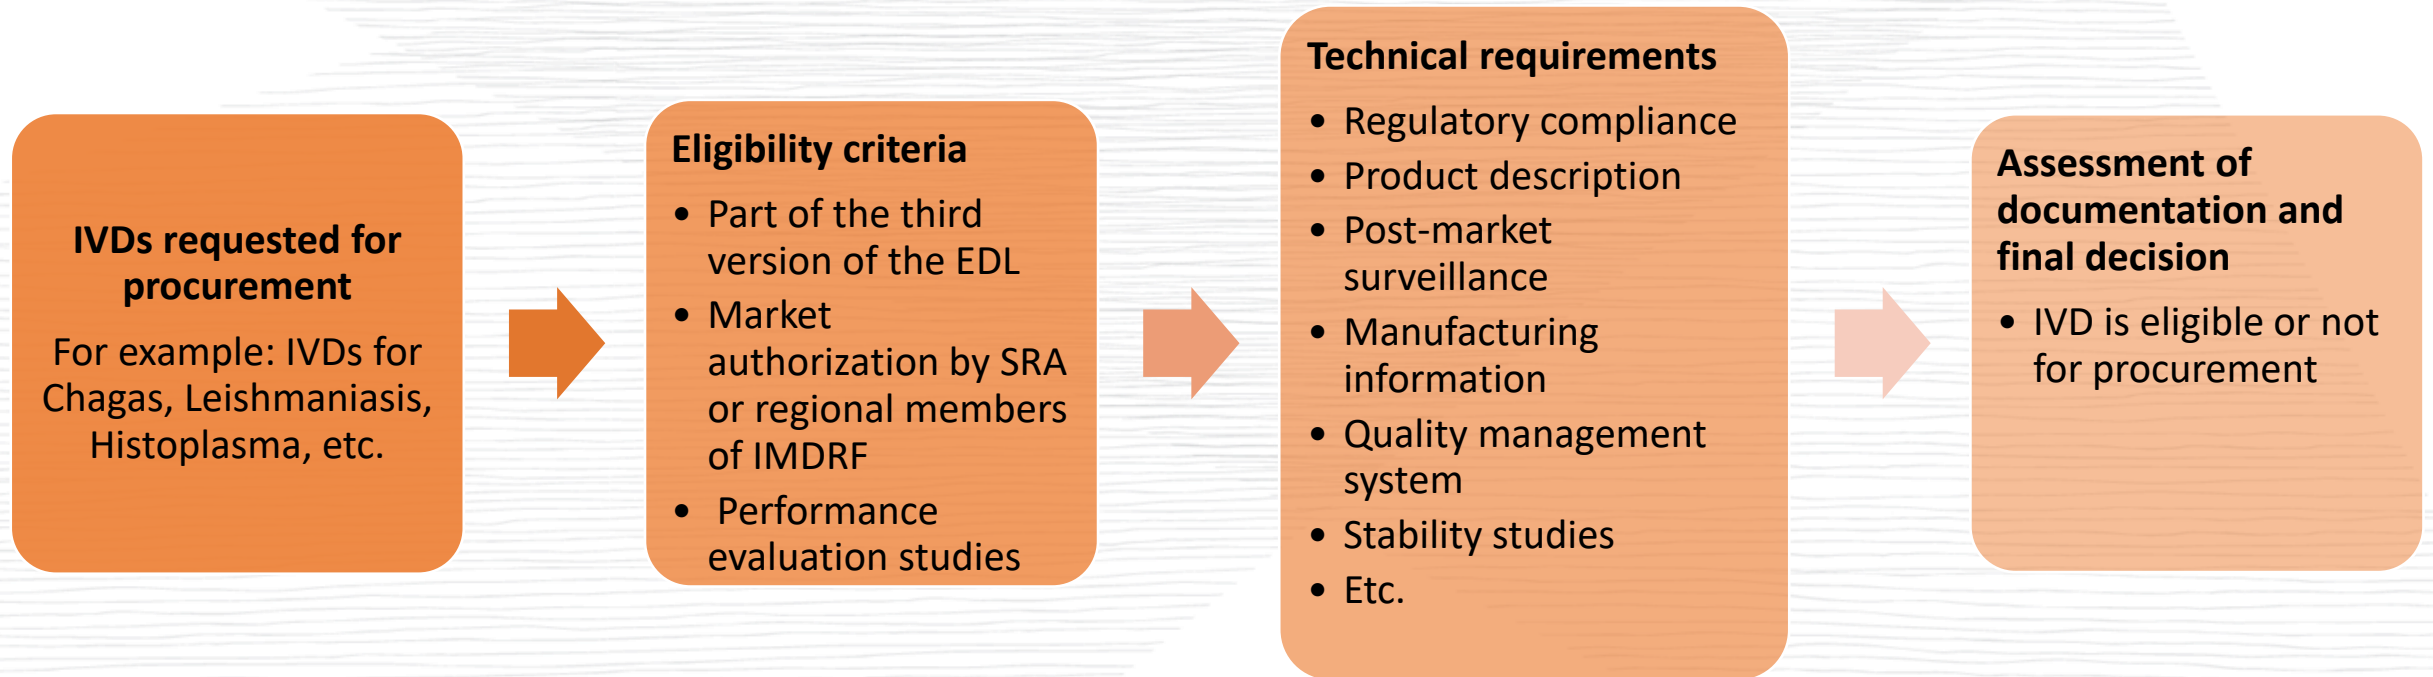 IVDs requested for
procurement
For example: IVDs for
Chagas, Leishmaniasis,
Histoplasma, etc.
Eligibility criteria
• Part of the third
version of the EDL
• Market
authorization by SRA
or regional members
of IMDRF
• Performance
evaluation studies
Technical requirements
• Regulatory compliance
• Product description
• Post-market
surveillance
• Manufacturing
information
• Quality management
system
• Stability studies
• Etc.
Assessment of
documentation and
final decision
• IVD is eligible or not
for procurement